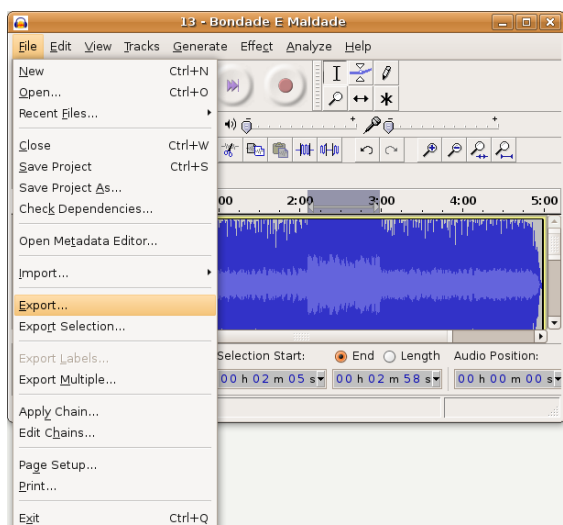 13 - Bondade E Maldade
File Edit View Tracks Generate Effect Analyze Help
New Ctrl+N
Open... Ctrl+O
Recent Files...
Close Ctrl+W
Save Project Ctrl+S
Save Project As...
Check Dependencies...
:00 2:00 3:00 4:00 5:00
Open Metadata Editor...
Import...
Export...
Export Selection...
Export Labels...
Selection Start: End Length Audio Position:
Export Multiple...
00 h 02 m 05 s 00 h 02 m 58 s 00 h 00 m 00 s
Apply Chain...
Edit Chains...
Page Setup...
Print...
Exit Ctrl+Q